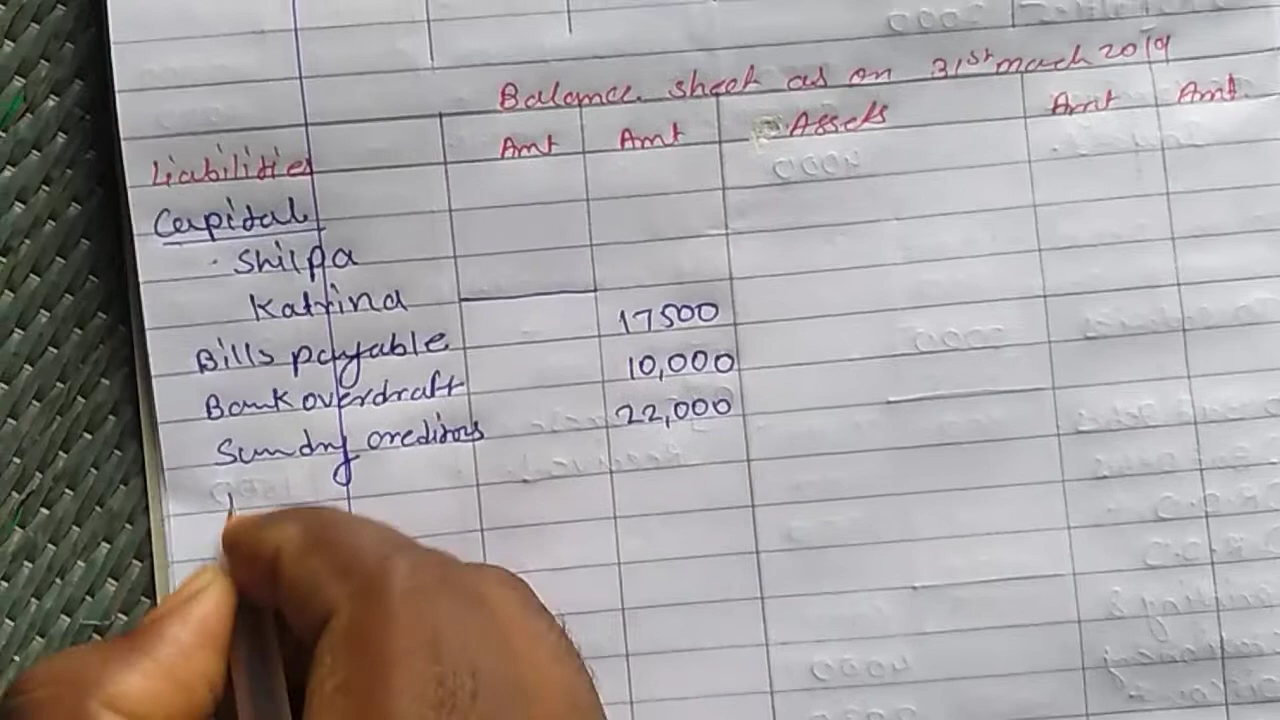 Balance sheet as on 31st march 2019
Liabilities Amt Amt Assets Amt Amt.
Capital
Shilpa
Katrina
Bills payable 17500
Bank overdraft 10,000
Sundry creditors 22,000